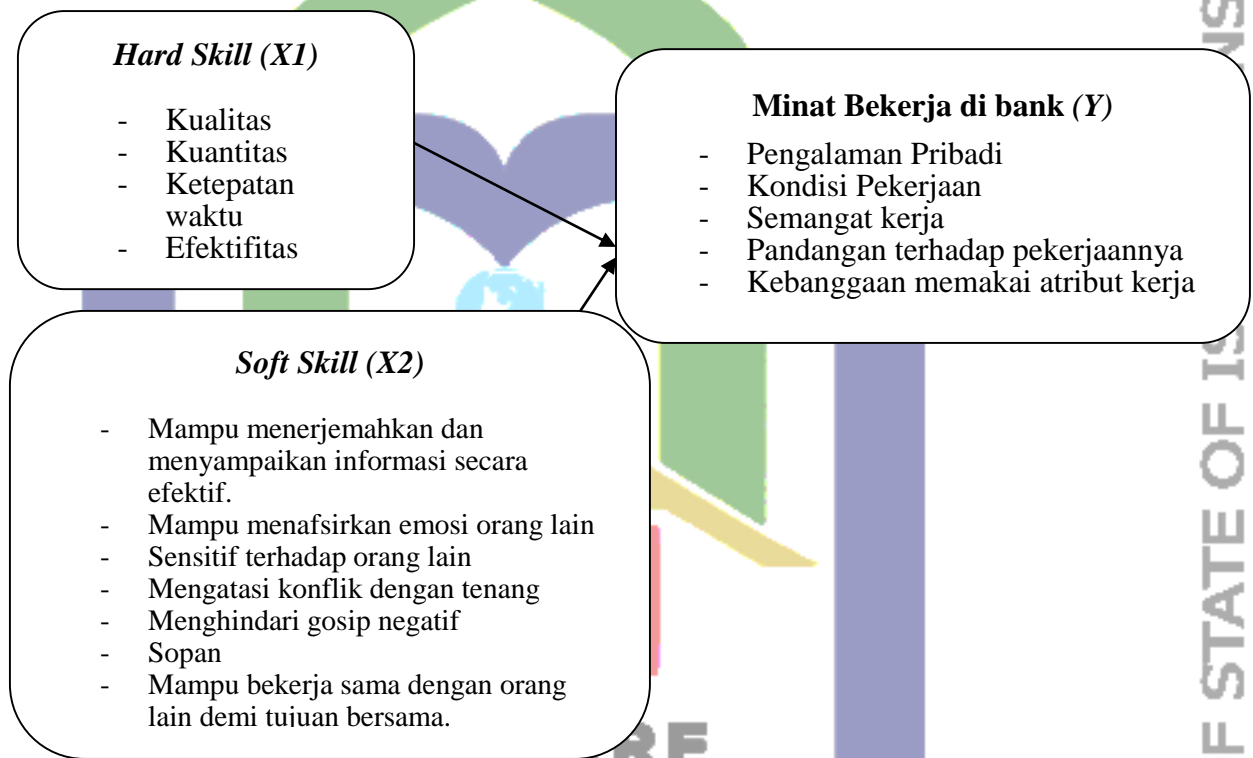 Hard Skill (X1)
- Kualitas
- Kuantitas
- Ketepatan
waktu
- Efektifitas
Minat Bekerja di bank (Y)
- Pengalaman Pribadi
- Kondisi Pekerjaan
- Semangat kerja
- Pandangan terhadap pekerjaannya
- Kebanggaan memakai atribut kerja
Soft Skill (X2)
- Mampu menerjemahkan dan
menyampaikan informasi secara
efektif.
- Mampu menafsirkan emosi orang lain
- Sensitif terhadap orang lain
- Mengatasi konflik dengan tenang
- Menghindari gosip negatif
- Sopan
- Mampu bekerja sama dengan orang
lain demi tujuan bersama.
STATE OF